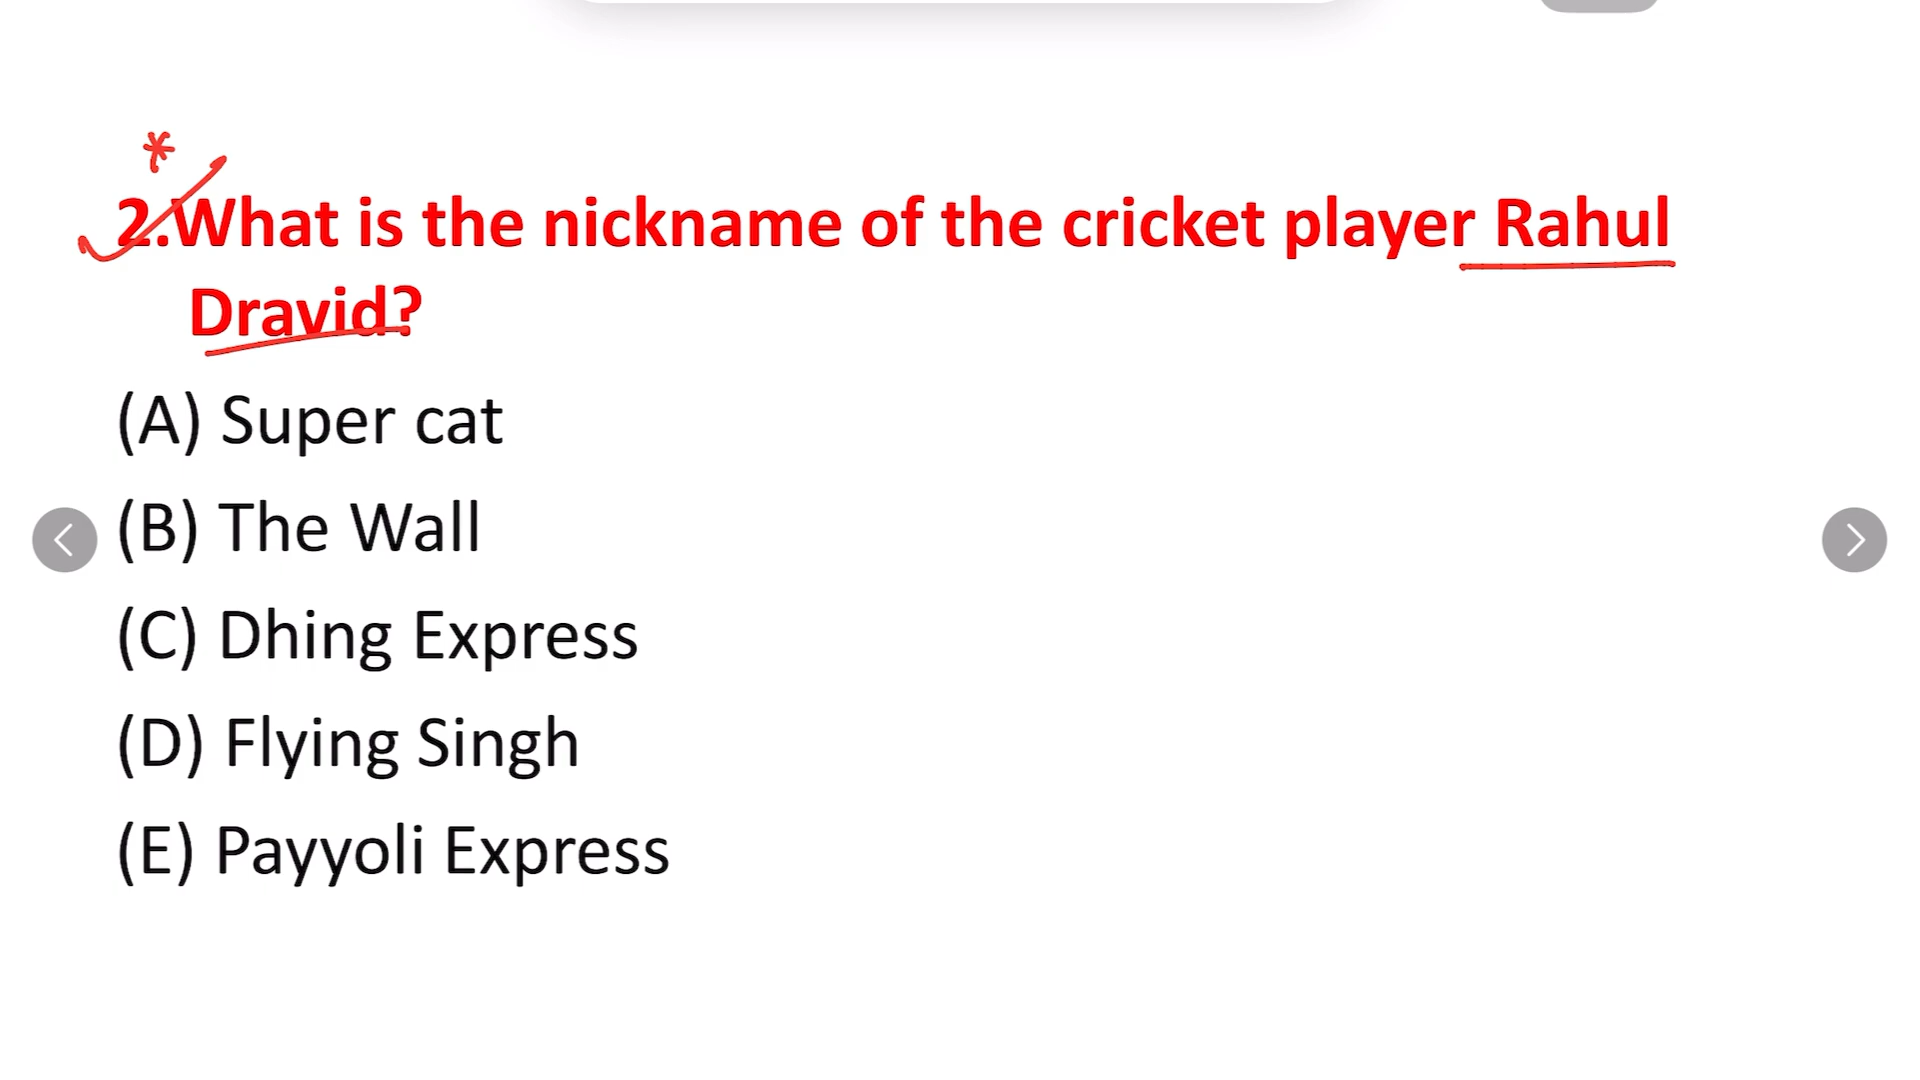 *
2.What is the nickname of the cricket player Rahul
Dravid?
(A) Super cat
(B) The Wall
(C) Dhing Express
(D) Flying Singh
(E) Payyoli Express